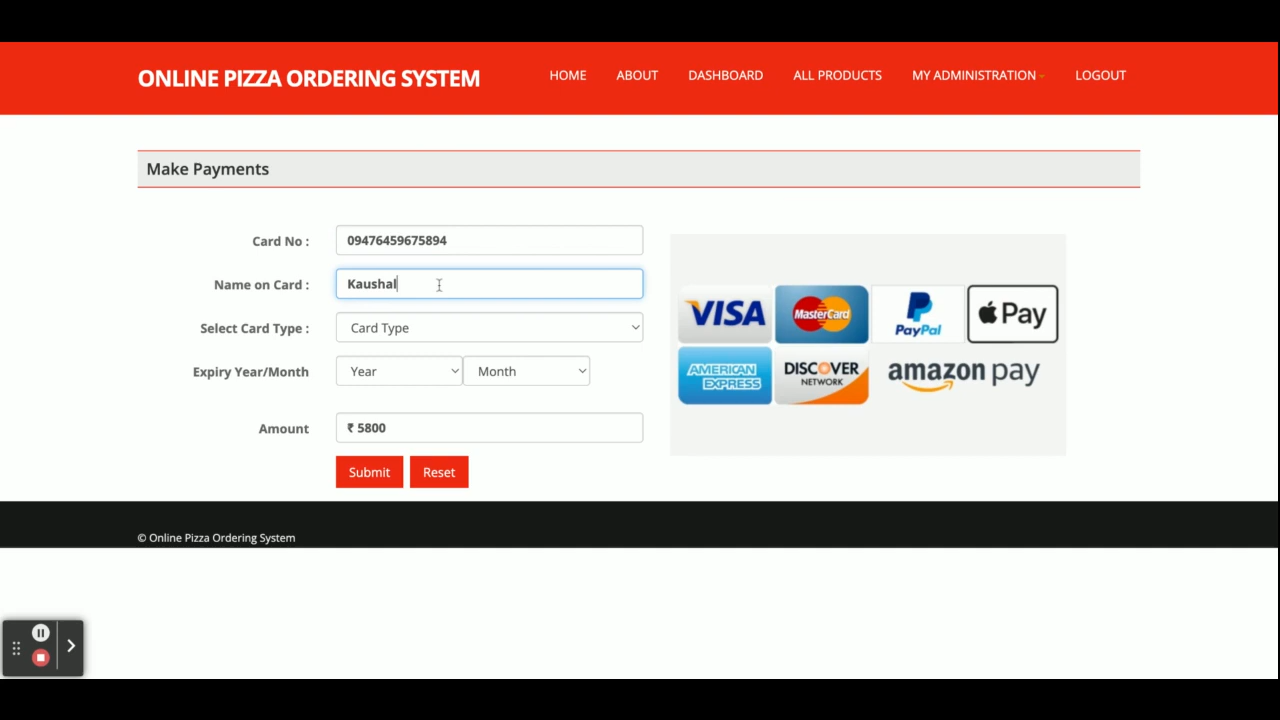 ONLINE PIZZA ORDERING SYSTEM HOME ABOUT DASHBOARD ALL PRODUCTS MY ADMINISTRATION LOGOUT
Make Payments
Card No : 09476459675894
Name on Card : Kaushal
Select Card Type : Card Type
Expiry Year/Month Year Month
Amount ₹ 5800
Submit Reset
VISA MasterCard PayPal Pay
AMERICAN EXPRESS DISCOVER NETWORK amazon pay
© Online Pizza Ordering System